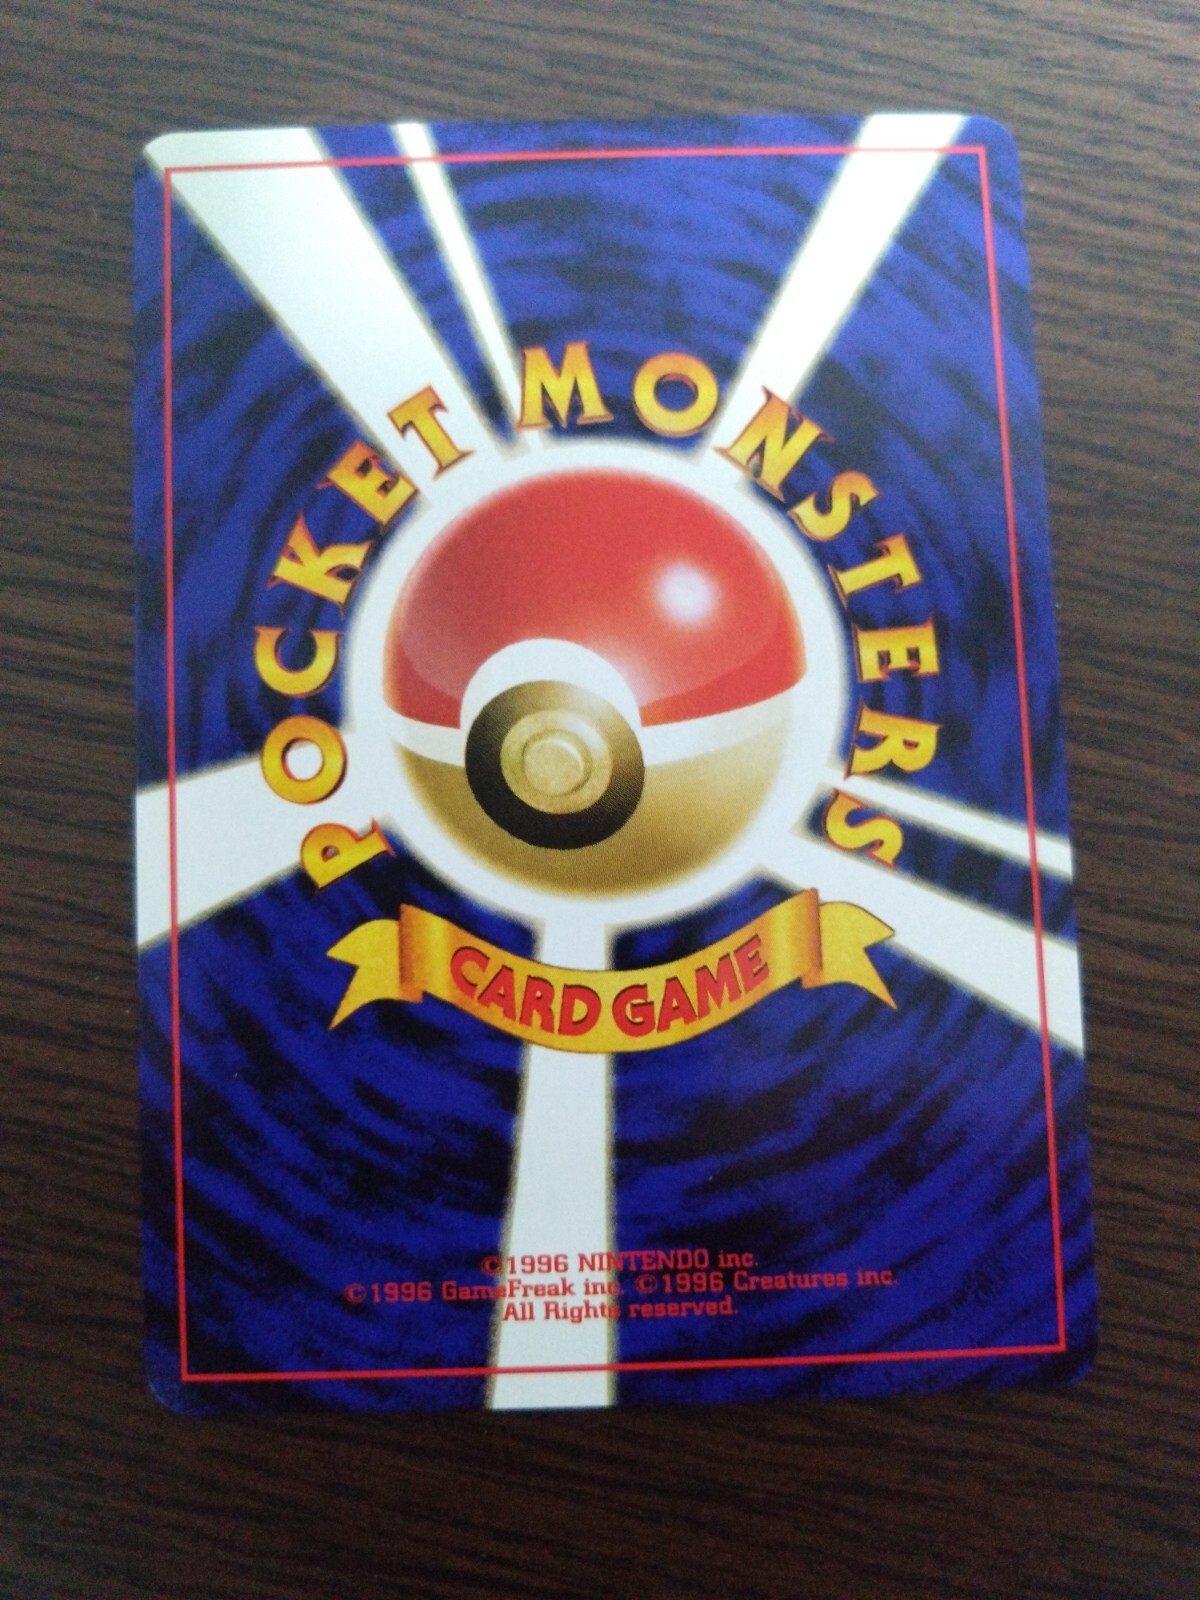 POCKET MONSTERS
CARD GAME
©1996 NINTENDO inc.
©1996 GameFreak inc. ©1996 Creatures inc.
All Rights reserved.